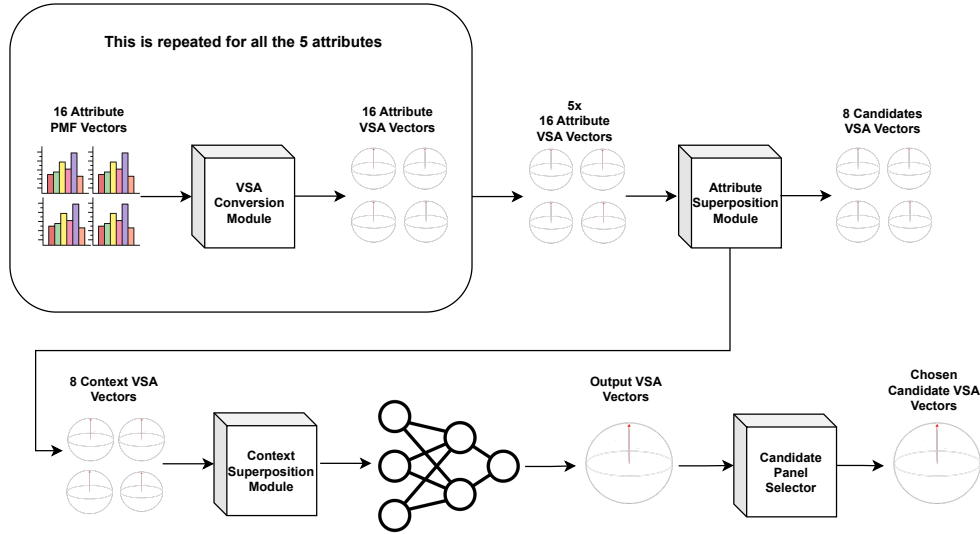 This is repeated for all the 5 attributes
16 Attribute
PMF Vectors
VSA
Conversion
Module
16 Attribute
VSA Vectors
5x
16 Attribute
VSA Vectors
Attribute
Superposition
Module
8 Candidates
VSA Vectors
8 Context VSA
Vectors
Context
Superposition
Module
Output VSA
Vectors
Candidate
Panel
Selector
Chosen
Candidate VSA
Vectors